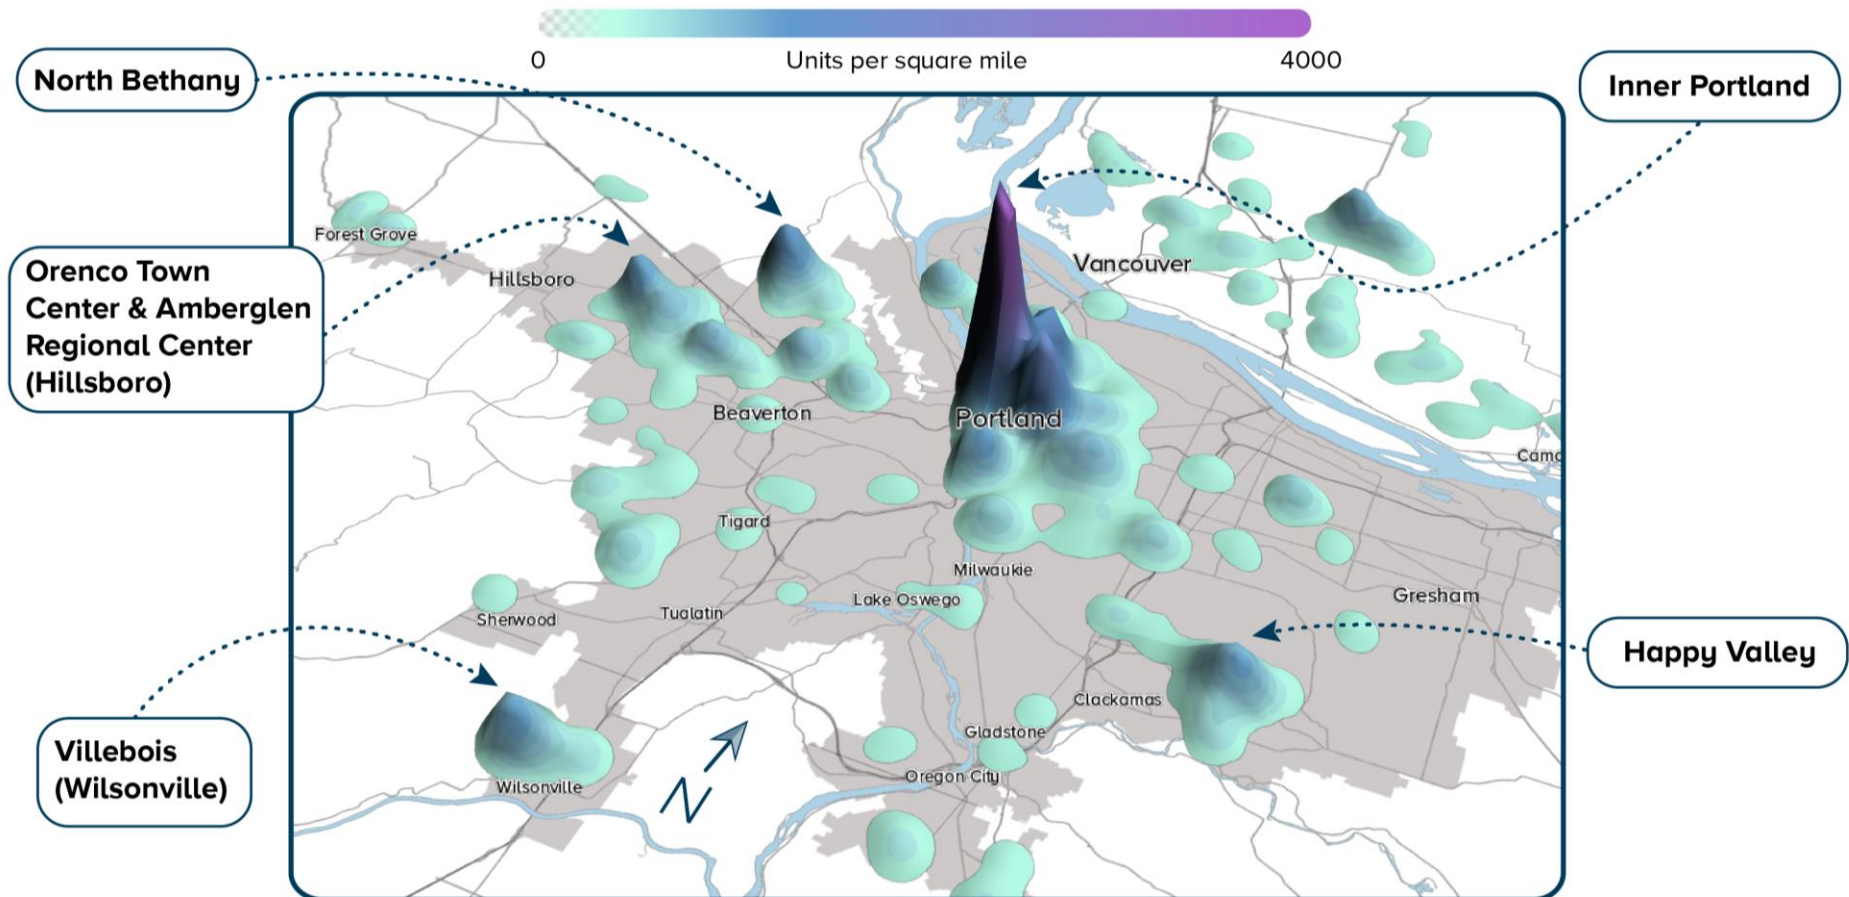 0
Units per square mile
4000
North Bethany
Inner Portland
Forest Grove
Orenco Town
Center & Amberglen
Regional Center
(Hillsboro)
Hillsboro
Vancouver
Beaverton
Portland
Cama
Tigard
Milwaukie
Gresham
Lake Oswego
Sherwood
Tualatin
Happy Valley
Clackamas
Gladstone
Villebois
(Wilsonville)
Oregon City
Wilsonville
N